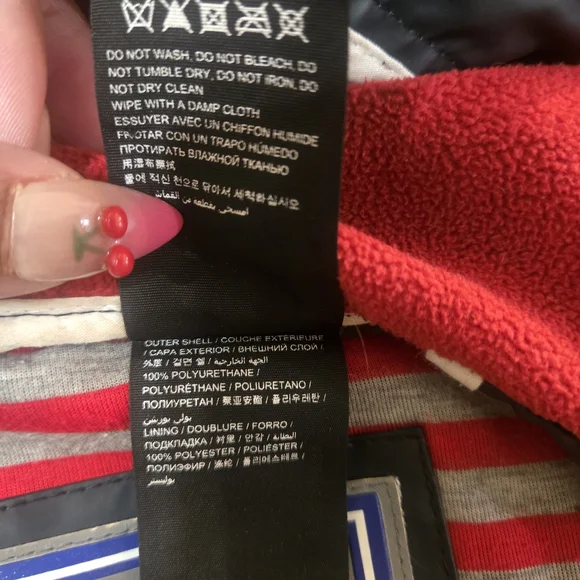 DO NOT WASH, DO NOT BLEACH, DO
NOT TUMBLE DRY, DO NOT IRON, DO
NOT DRY CLEAN
WIPE WITH A DAMP CLOTH
ESSUYER AVEC UN CHIFFON HUMIDE
FROTAR CON UN TRAPO HÚMEDO
ПРОТИРАТЬ ВЛАЖНОЙ ТКАНЬЮ
用湿布擦拭
물에 적신 천으로 닦아서 세척하십시오
امسحي بقطعة من القماش
OUTER SHELL / COUCHE EXTÉRIEURE
/ CAPA EXTERIOR / ВНЕШНИЙ СЛОЙ /
外层 / 겉면 쉘 / الجهة الخارجية /
100% POLYURETHANE /
POLYURÉTHANE / POLIURETANO /
ПОЛИУРЕТАН / 聚亚安酯 / 폴리우레탄 /
بولي يوريثين
LINING / DOUBLURE / FORRO /
ПОДКЛАДКА / 衬里 / 안감 / البطانة /
100% POLYESTER / POLIÉSTER /
ПОЛИЭФИР / 涤纶 / 폴리에스테르 /
بوليستر